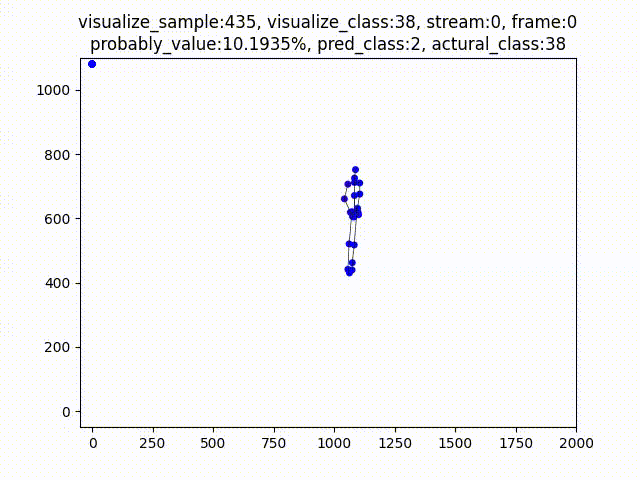 visualize_sample:435, visualize_class:38, stream:0, frame:0
probably_value:10.1935%, pred_class:2, actural_class:38
1000
800
600
400
200
0
0 250 500 750 1000 1250 1500 1750 2000